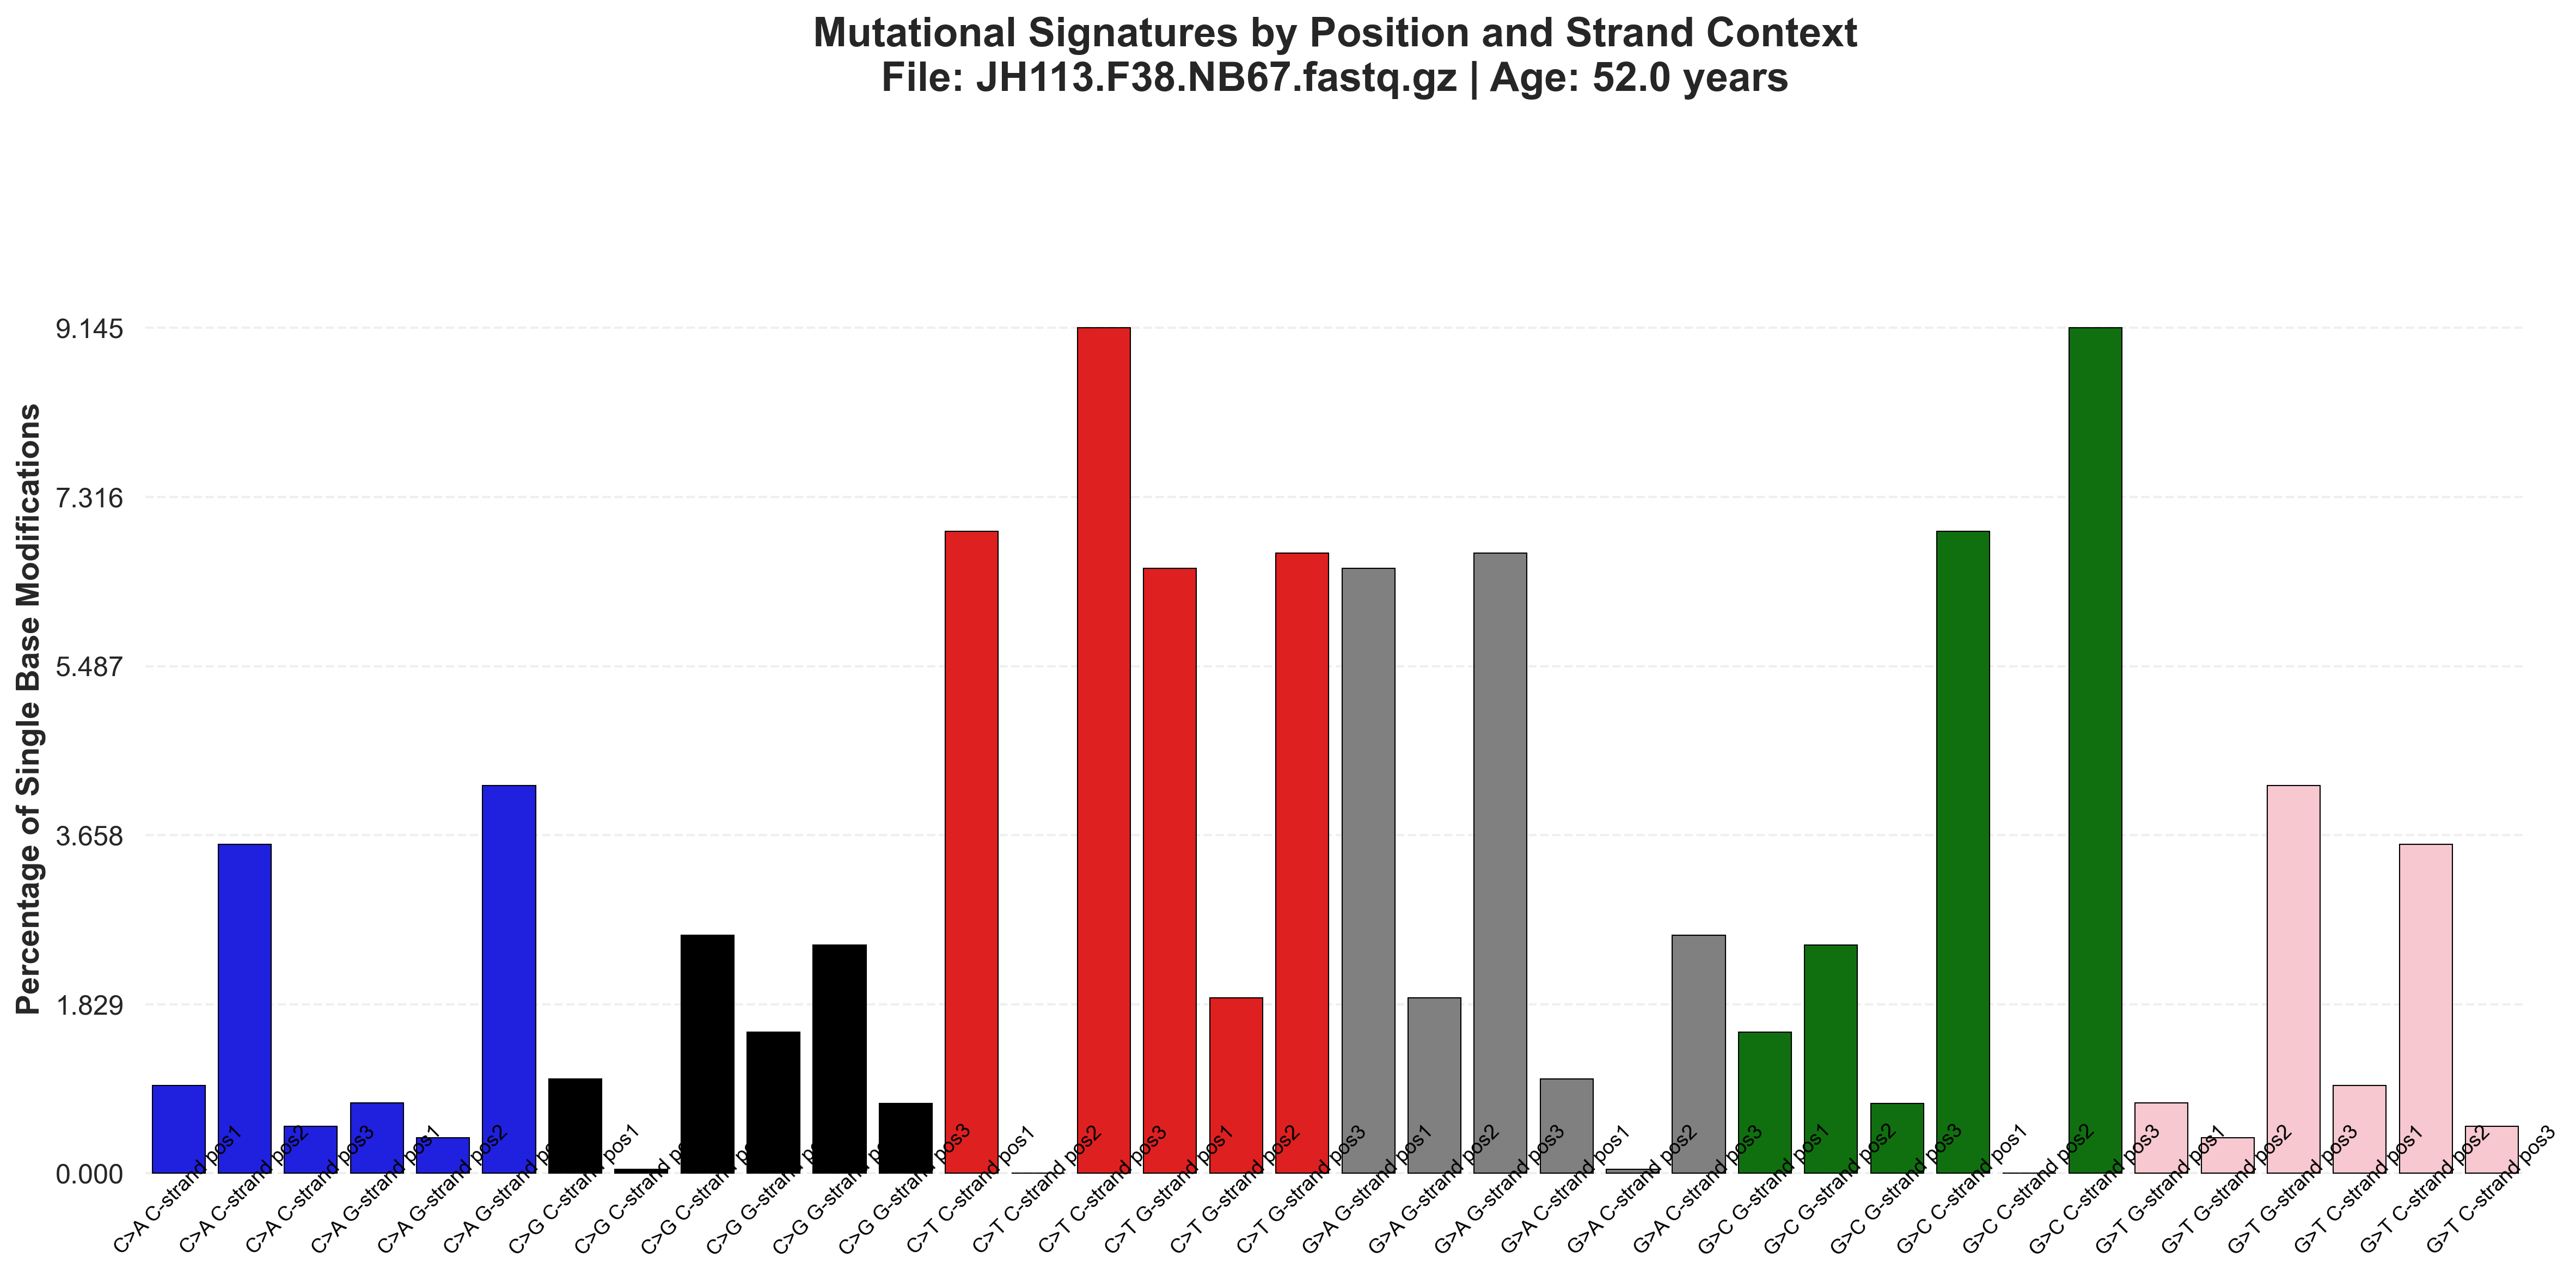 Mutational Signatures by Position and Strand Context
File: JH113.F38.NB67.fastq.gz | Age: 52.0 years
Percentage of Single Base Modifications
9.145
7.316
5.487
3.658
1.829
0.000
C>A C-strand pos1
C>A C-strand pos2
C>A C-strand pos3
C>A G-strand pos1
C>A G-strand pos2
C>A G-strand po
C>G C-strand pos1
C>G C-strand po
C>G C-strand p
C>G G-strand p
C>G G-strand p
C>G G-strand pos3
C>T C-strand pos1
C>T C-strand pos2
C>T C-strand pos3
C>T G-strand pos1
C>T G-strand pos2
C>T G-strand pos3
G>A G-strand pos1
G>A G-strand pos2
G>A G-strand pos3
G>A C-strand pos1
G>A C-strand pos2
G>A C-strand pos3
G>C G-strand pos1
G>C G-strand pos2
G>C G-strand pos3
G>C C-strand pos1
G>C C-strand pos2
G>C C-strand pos3
G>T G-strand pos1
G>T G-strand pos2
G>T G-strand pos3
G>T C-strand pos1
G>T C-strand pos2
G>T C-strand pos3